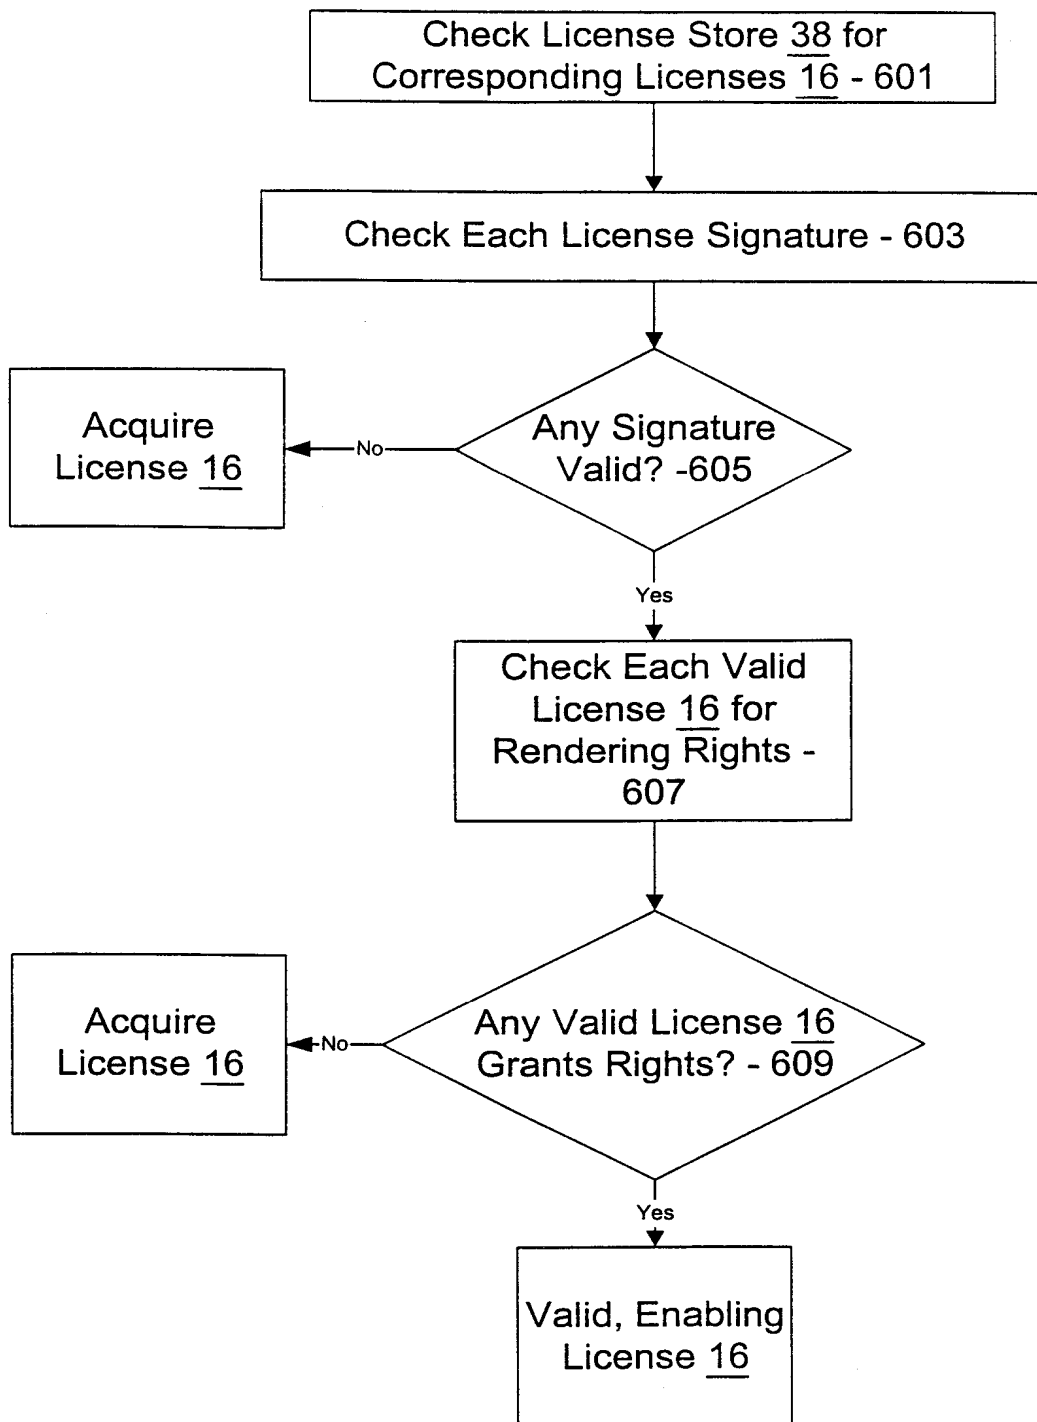 Check License Store 38 for
Corresponding Licenses 16 - 601
Check Each License Signature - 603
Any Signature
Valid? -605
No
Acquire
License 16
Yes
Check Each Valid
License 16 for
Rendering Rights -
607
Any Valid License 16
Grants Rights? - 609
No
Acquire
License 16
Yes
Valid, Enabling
License 16